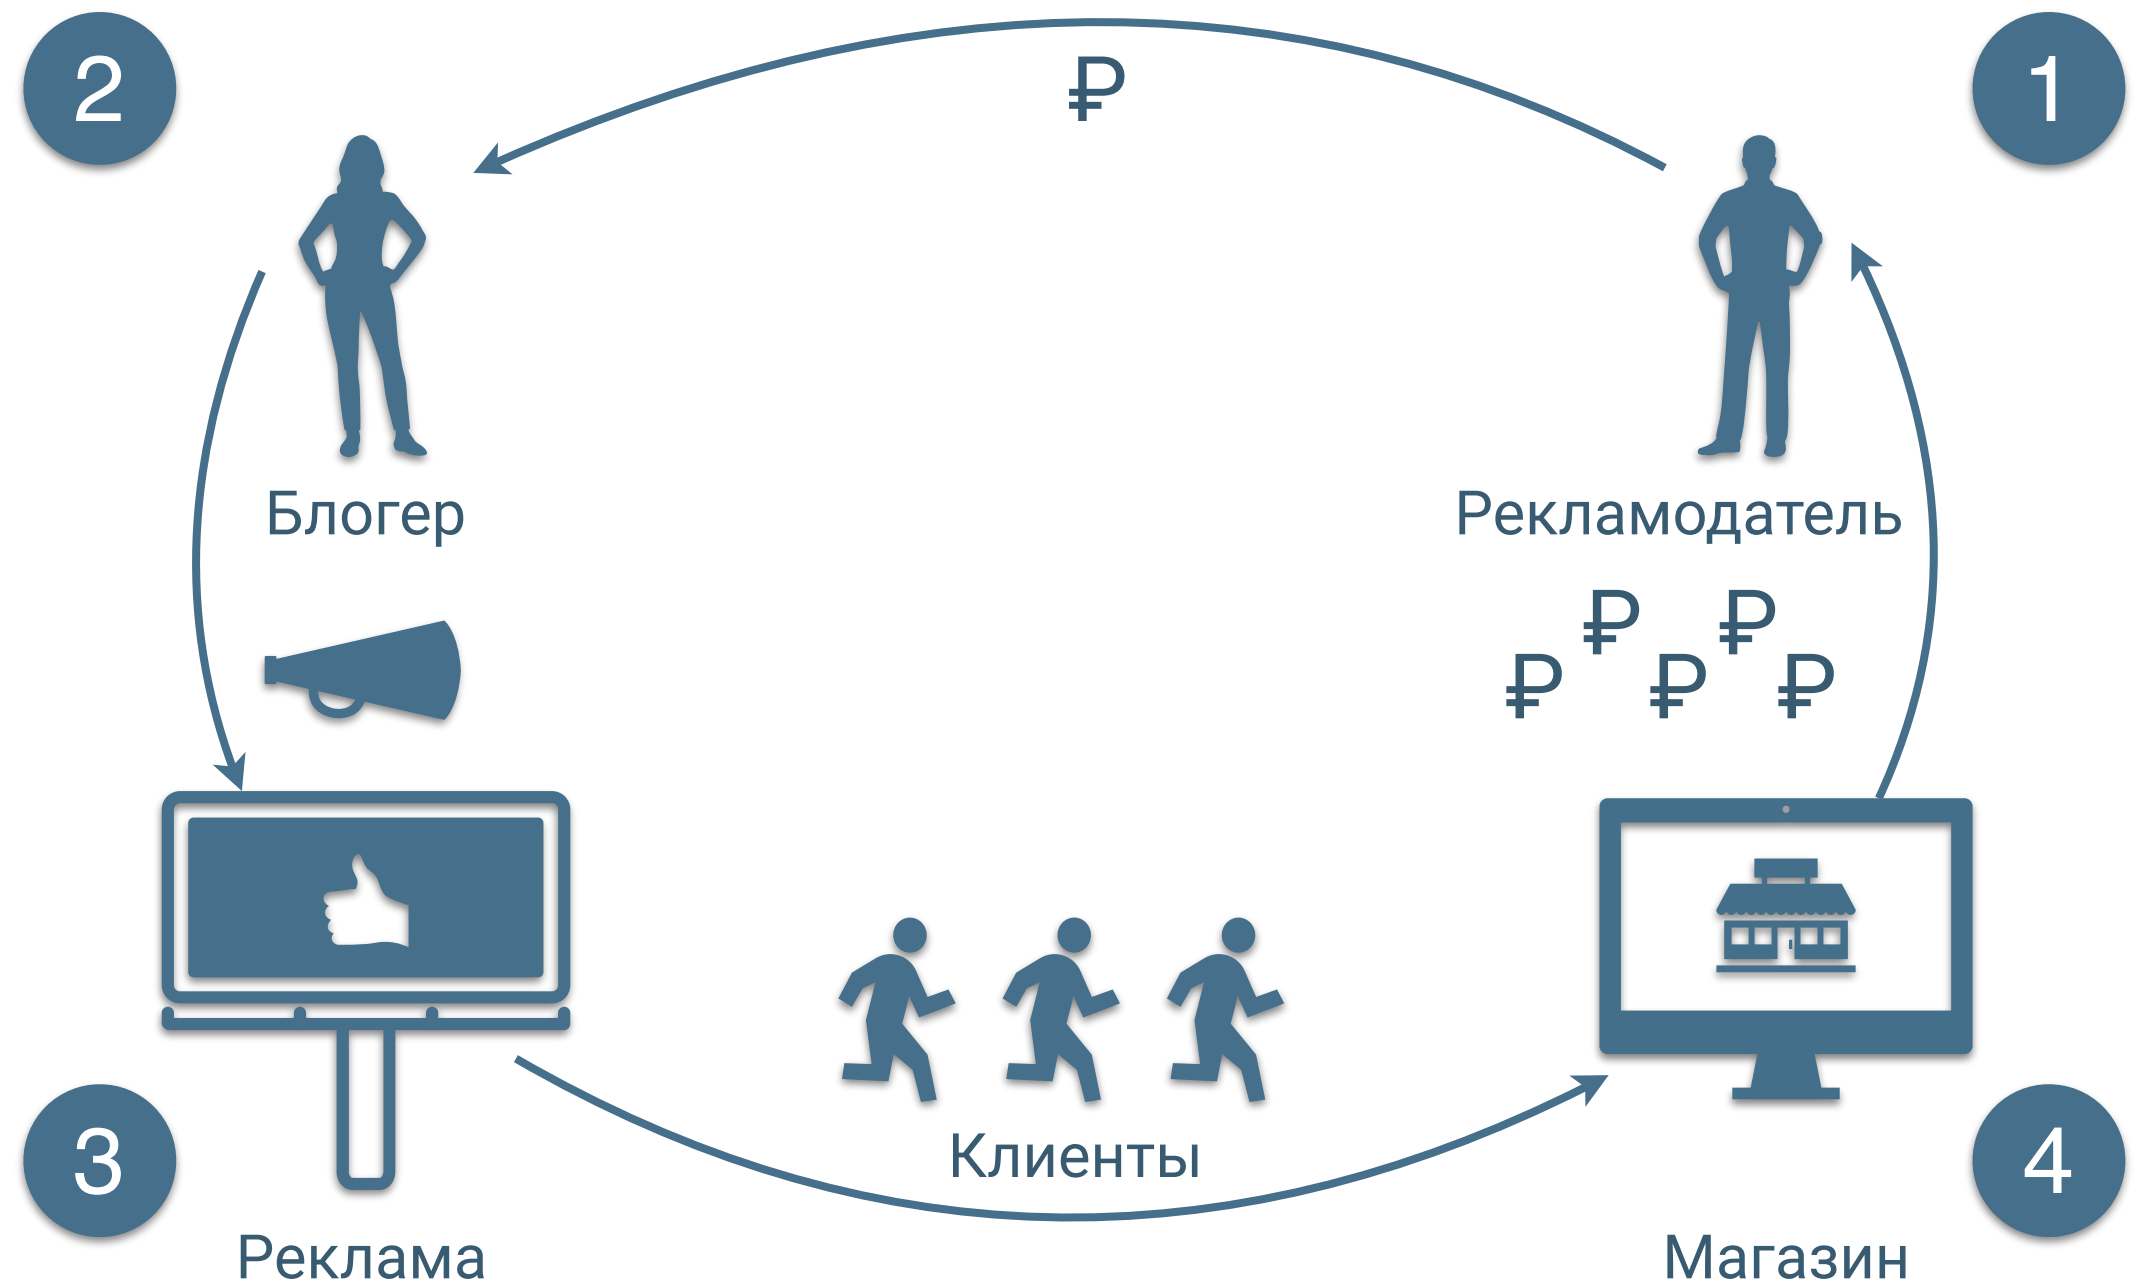 2
₽
1
Блогер
Рекламодатель
₽ ₽
₽ ₽ ₽
Клиенты
3
4
Реклама
Магазин